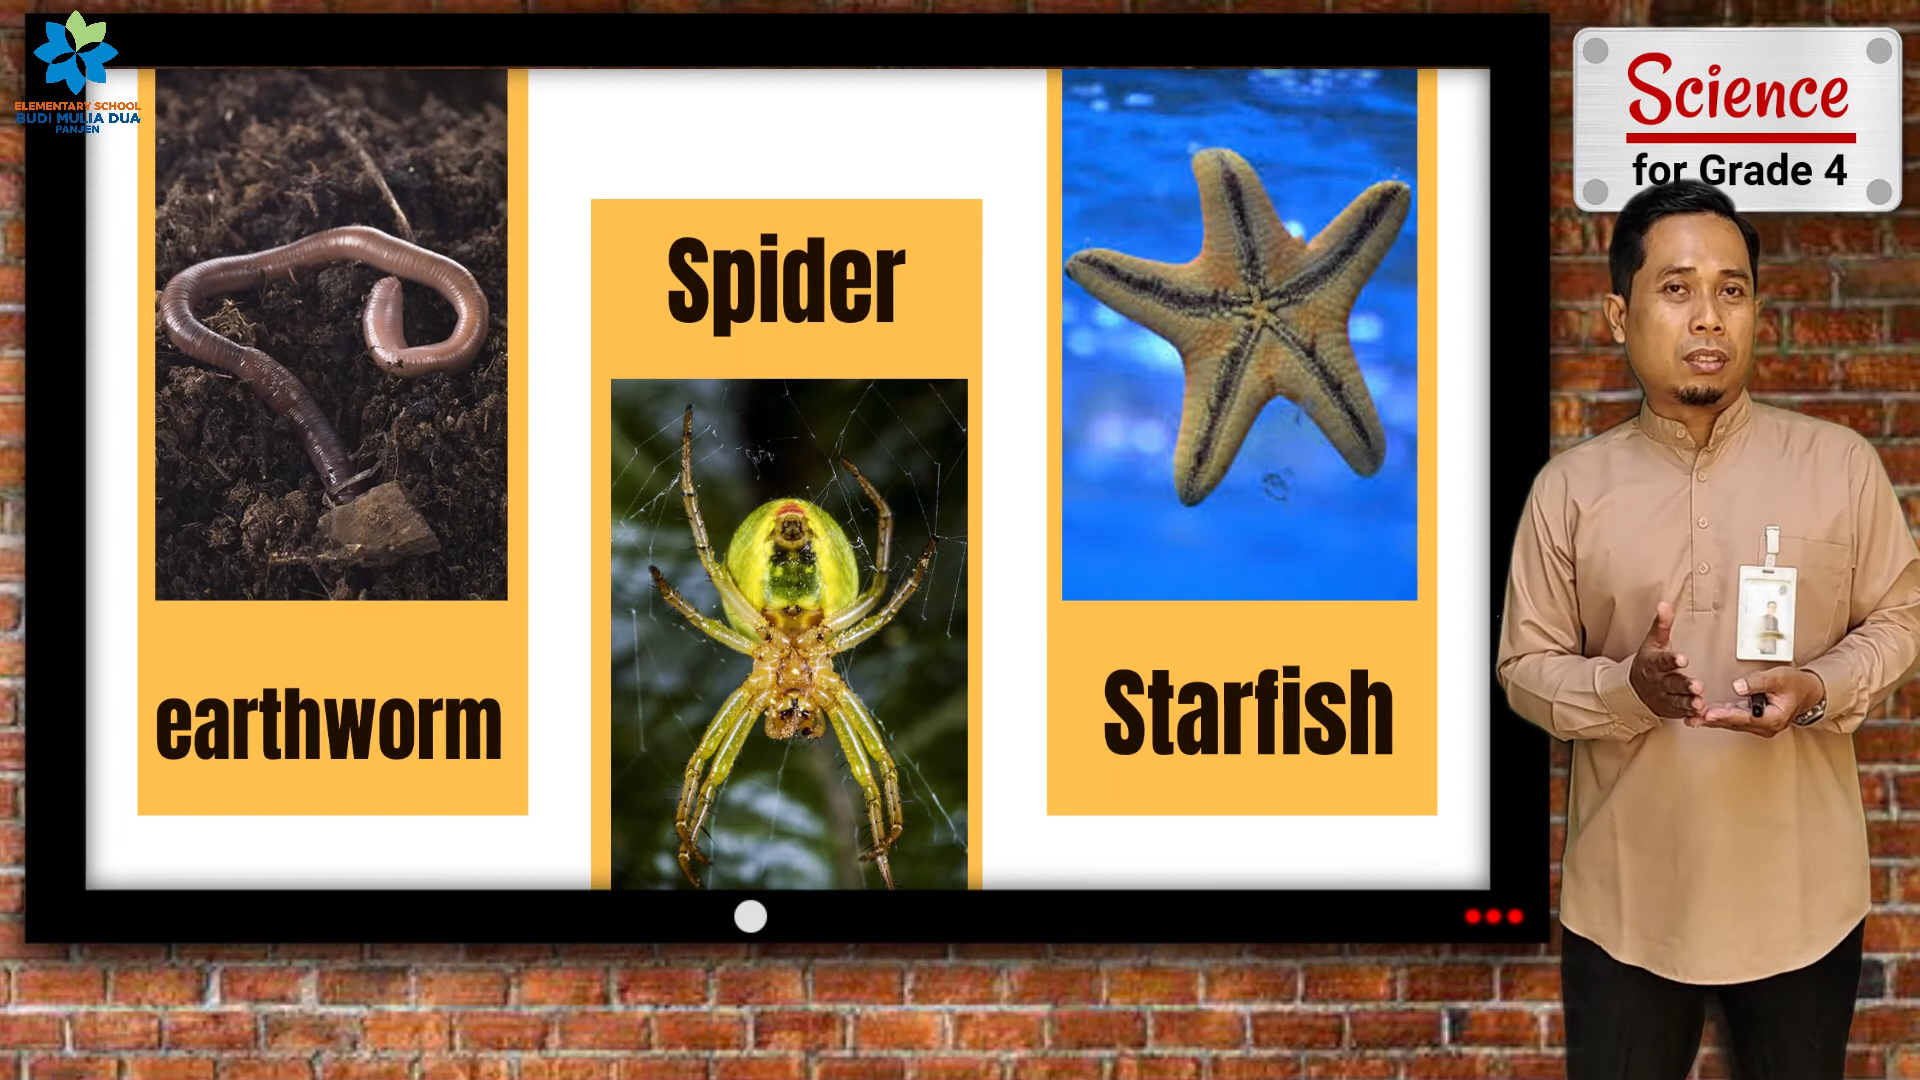 ELEMENTARY SCHOOL
BUDI MULIA DUA
PANJEN
earthworm
Spider
Starfish
Science
for Grade 4